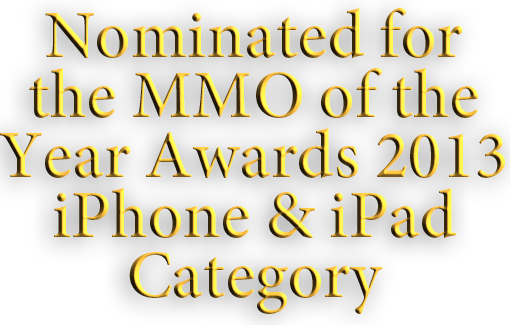 Nominated for
the MMO of the
Year Awards 2013
iPhone & iPad
Category